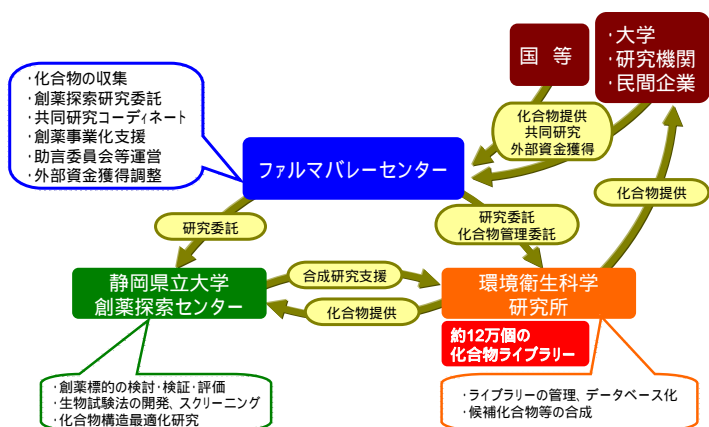 ・化合物の収集
・創薬探索研究委託
・共同研究コーディネート
・創薬事業化支援
・助言委員会等運営
・外部資金獲得調整
国 等
・大学
・研究機関
・民間企業
化合物提供
共同研究
外部資金獲得
ファルマバレーセンター
化合物提供
研究委託
研究委託
化合物管理委託
静岡県立大学
創薬探索センター
合成研究支援
化合物提供
環境衛生科学
研究所
約12万個の
化合物ライブラリー
・創薬標的の検討・検証・評価
・生物試験法の開発、スクリーニング
・化合物構造最適化研究
・ライブラリーの管理、データベース化
・候補化合物等の合成